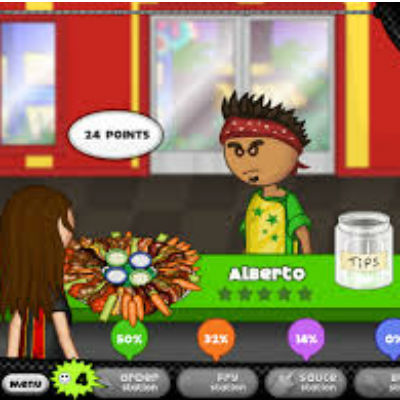 24 POINTS
TIPS
Alberto
50%
32%
14%
0%
MENU
4
order
station
fry
station
sauce
station